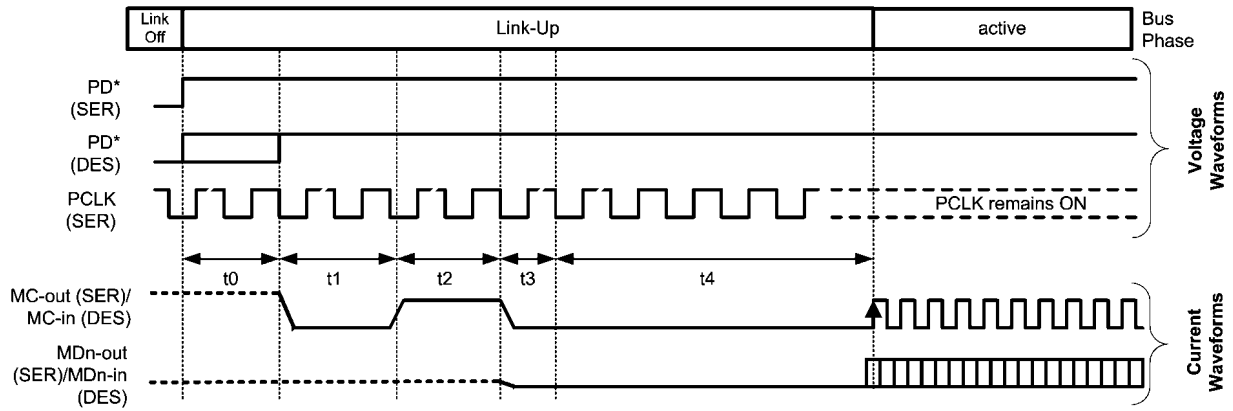 Link
Off
Link-Up
active
Bus
Phase
PD*
(SER)
PD*
(DES)
PCLK
(SER)
PCLK remains ON
Voltage
Waveforms
t0
t1
t2
t3
t4
MC-out (SER)/
MC-in (DES)
MDn-out
(SER)/MDn-in
(DES)
Current
Waveforms